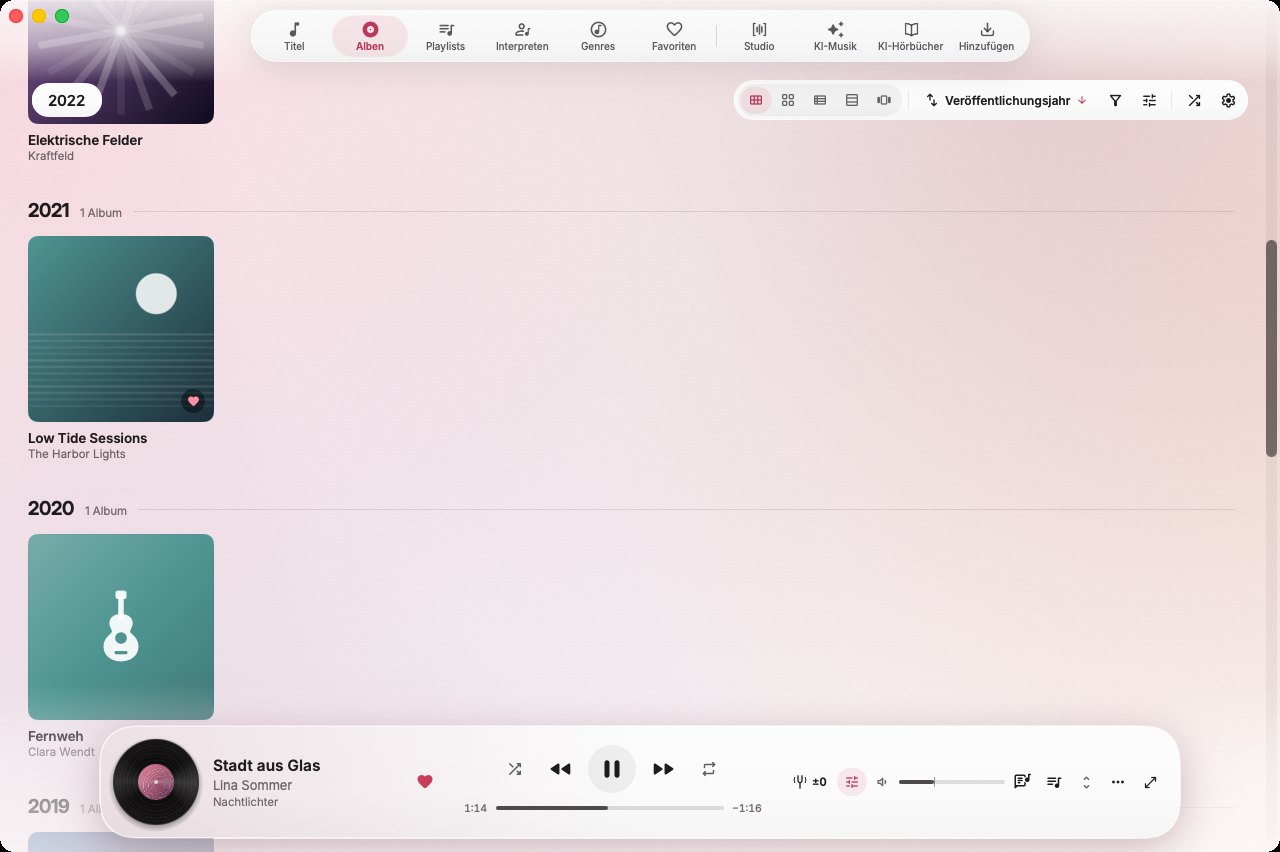 Titel
Alben
Playlists
Interpreten
Genres
Favoriten
Studio
KI-Musik
KI-Hörbücher
Hinzufügen
Veröffentlichungsjahr
2022
Elektrische Felder
Kraftfeld
2021 1 Album
Low Tide Sessions
The Harbor Lights
2020 1 Album
Fernweh
Clara Wendt
2019 1
Stadt aus Glas
Lina Sommer
Nachtlichter
1:14
−1:16
±0